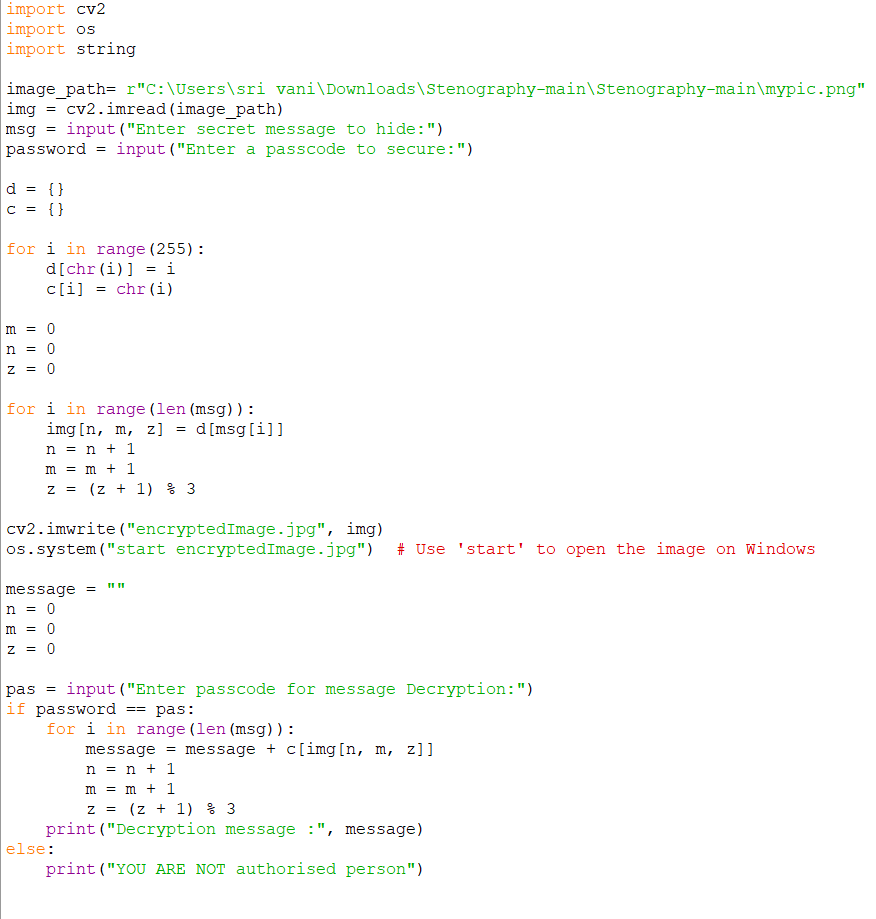 import cv2
import os
import string

image_path= r"C:\Users\sri vani\Downloads\Stenography-main\Stenography-main\mypic.png"
img = cv2.imread(image_path)
msg = input("Enter secret message to hide:")
password = input("Enter a passcode to secure:")

d = {}
c = {}

for i in range(255):
    d[chr(i)] = i
    c[i] = chr(i)

m = 0
n = 0
z = 0

for i in range(len(msg)):
    img[n, m, z] = d[msg[i]]
    n = n + 1
    m = m + 1
    z = (z + 1) % 3

cv2.imwrite("encryptedImage.jpg", img)
os.system("start encryptedImage.jpg")  # Use 'start' to open the image on Windows

message = ""
n = 0
m = 0
z = 0

pas = input("Enter passcode for message Decryption:")
if password == pas:
    for i in range(len(msg)):
        message = message + c[img[n, m, z]]
        n = n + 1
        m = m + 1
        z = (z + 1) % 3
    print("Decryption message :", message)
else:
    print("YOU ARE NOT authorised person")